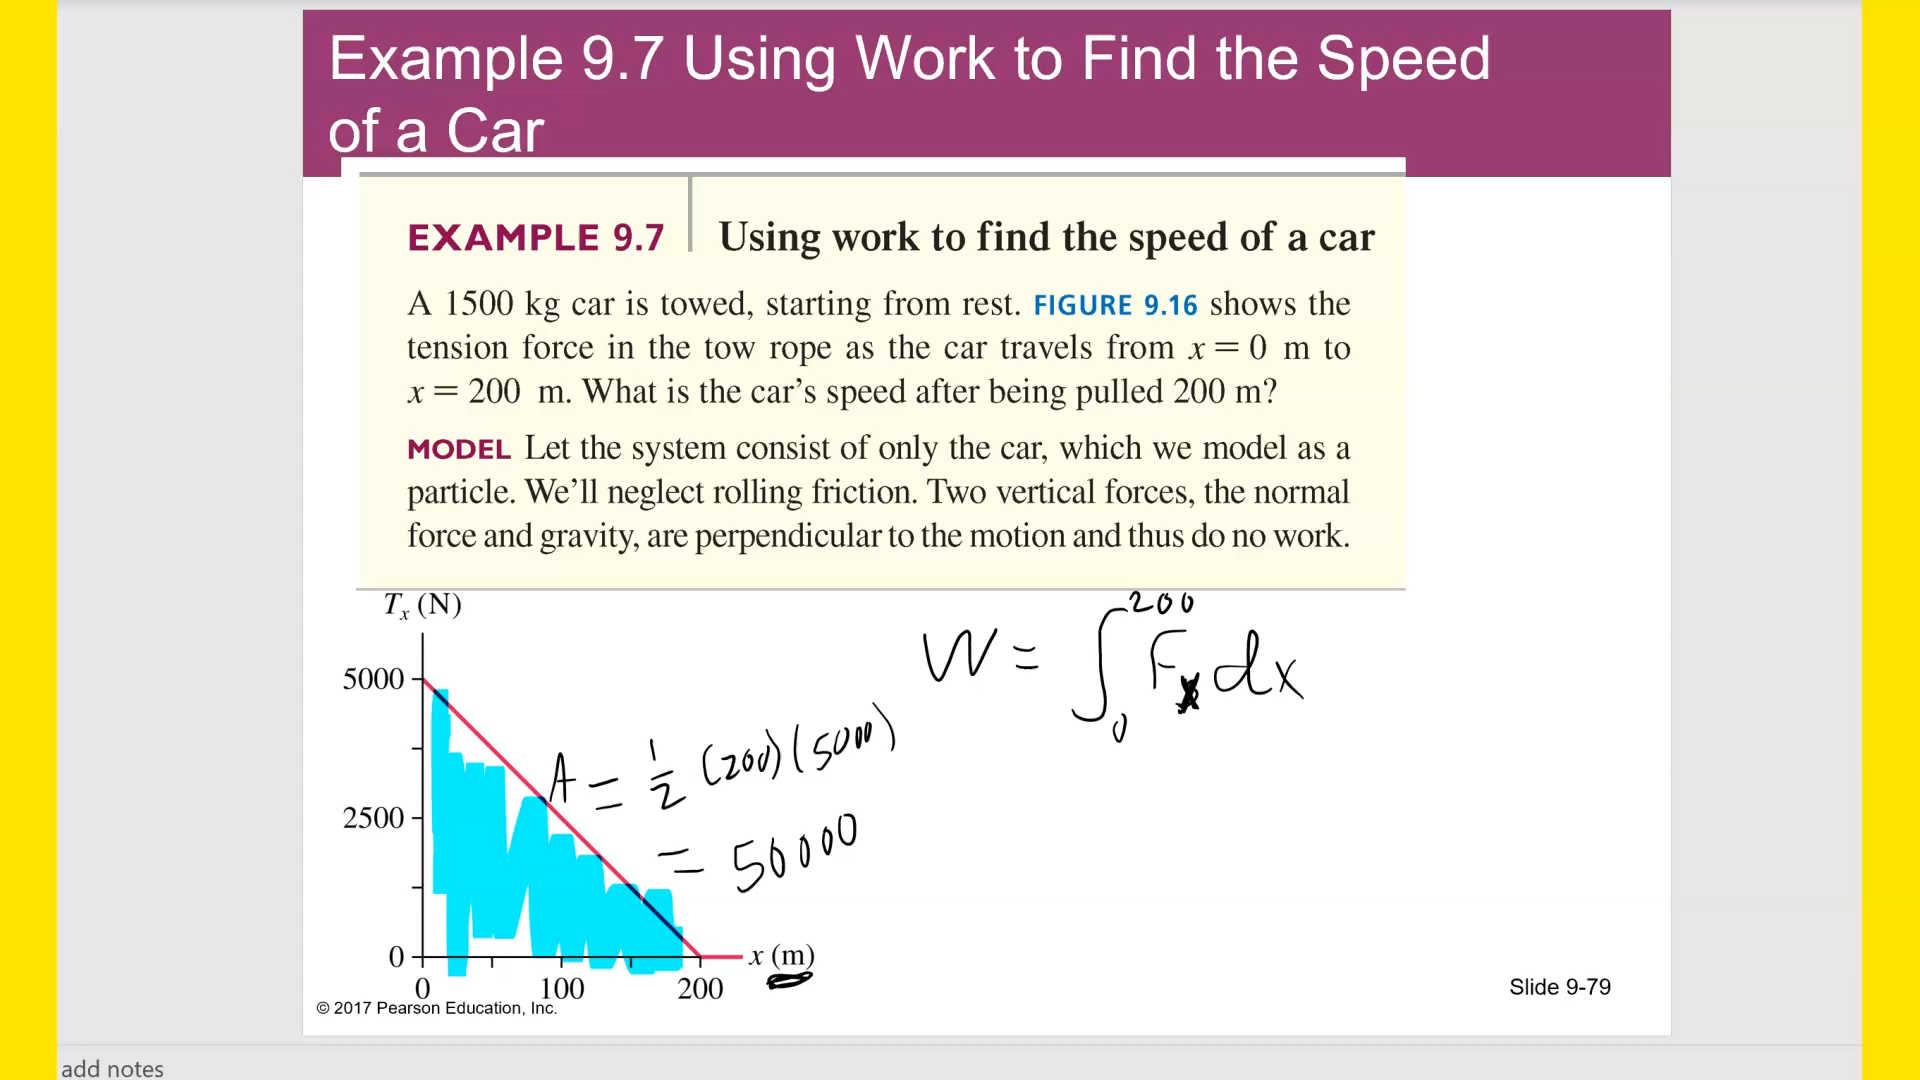 Example 9.7 Using Work to Find the Speed
of a Car
EXAMPLE 9.7 Using work to find the speed of a car
A 1500 kg car is towed, starting from rest. FIGURE 9.16 shows the
tension force in the tow rope as the car travels from x = 0 m to
x = 200 m. What is the car's speed after being pulled 200 m?
MODEL Let the system consist of only the car, which we model as a
particle. We'll neglect rolling friction. Two vertical forces, the normal
force and gravity, are perpendicular to the motion and thus do no work.
Tx (N)
5000
2500
0
0 100 200
x (m)
A = 1/2 (200)(5000)
= 50000
W = ∫₀²⁰⁰ Fx dx
© 2017 Pearson Education, Inc.
Slide 9-79
add notes